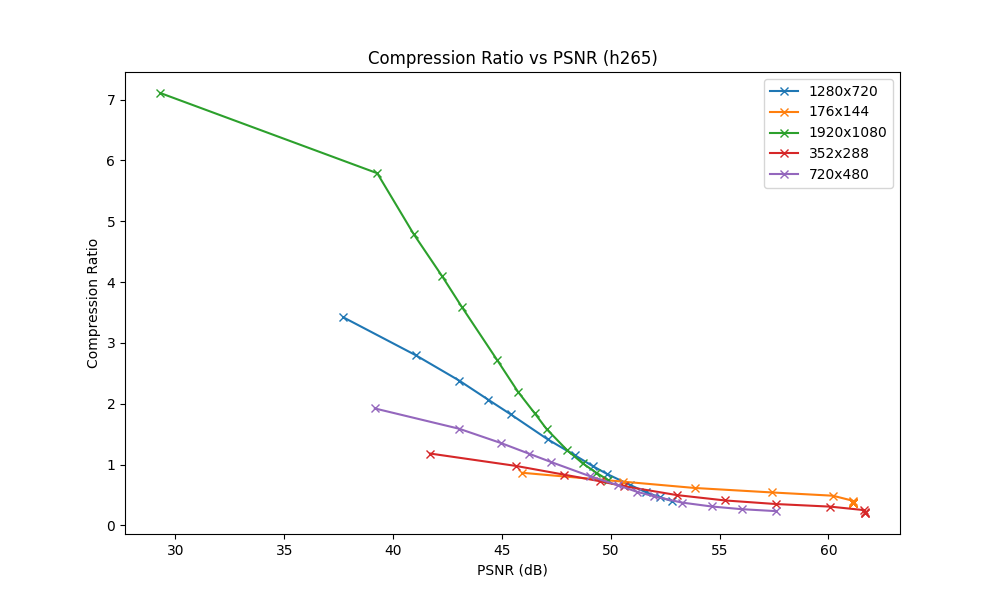 Compression Ratio vs PSNR (h265)
1280x720
176x144
1920x1080
352x288
720x480
Compression Ratio
7
6
5
4
3
2
1
0
30 35 40 45 50 55 60
PSNR (dB)